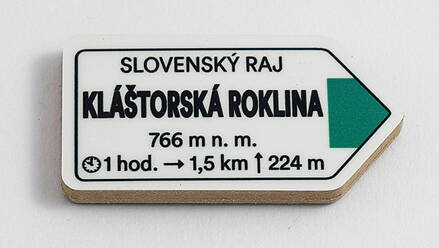 SLOVENSKÝ RAJ
KLÁŠTORSKÁ ROKLINA
766 m n. m.
1 hod. → 1,5 km ↑ 224 m